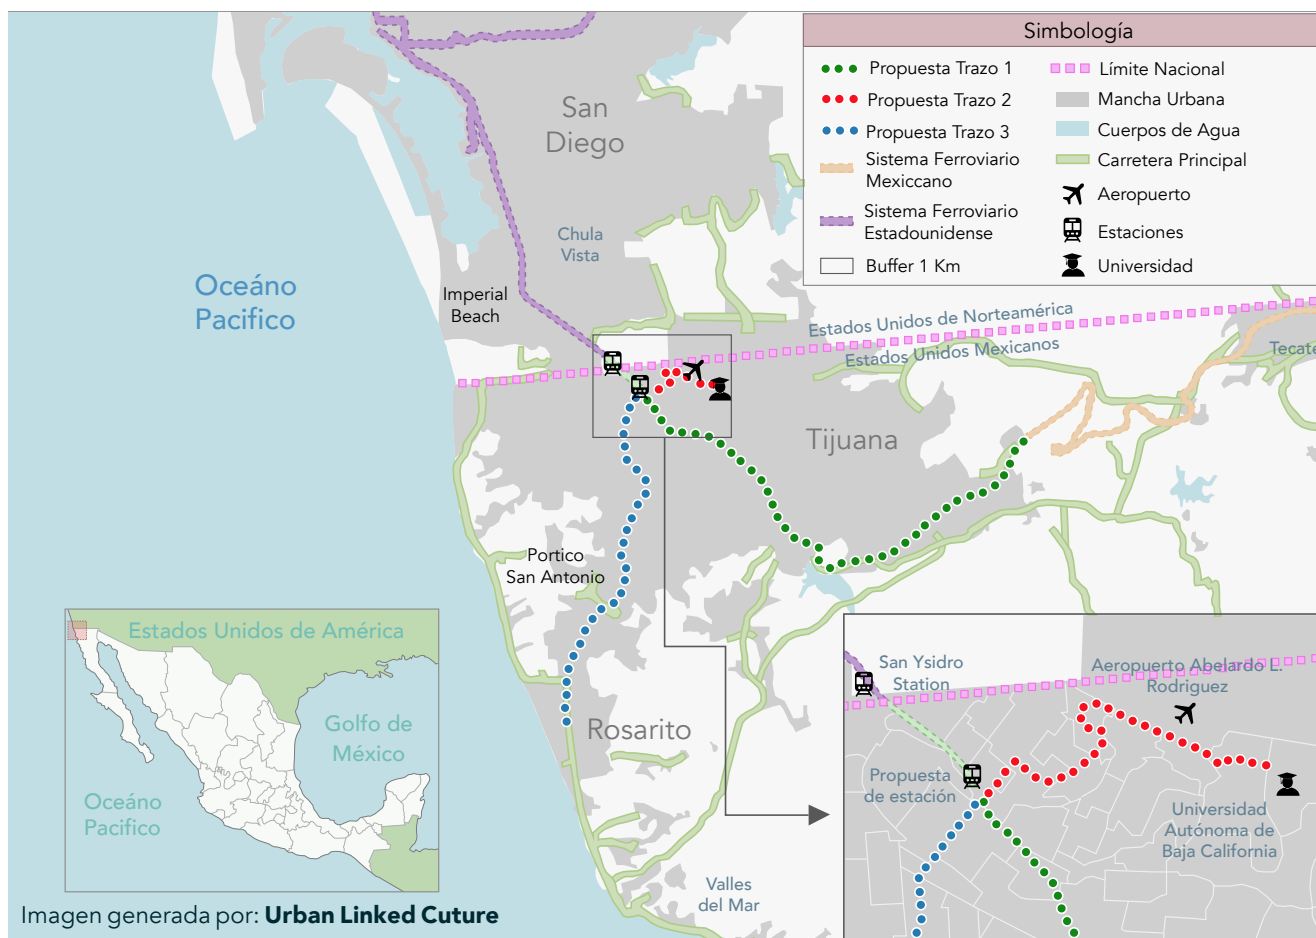 San
Diego
Chula
Vista
Oceáno
Pacifico
Imperial
Beach
Simbología
Propuesta Trazo 1
Propuesta Trazo 2
Propuesta Trazo 3
Sistema Ferroviario
Mexiccano
Sistema Ferroviario
Estadounidense
Buffer 1 Km
Límite Nacional
Mancha Urbana
Cuerpos de Agua
Carretera Principal
Aeropuerto
Estaciones
Universidad
Estados Unidos de Norteamérica
Estados Unidos Mexicanos
Tecate
Tijuana
Portico
San Antonio
Rosarito
Valles
del Mar
Estados Unidos de América
Golfo de
México
Oceáno
Pacifico
San Ysidro
Station
Aeropuerto Abelardo L.
Rodriguez
Propuesta
de estación
Universidad
Autónoma de
Baja California
Imagen generada por: Urban Linked Cuture